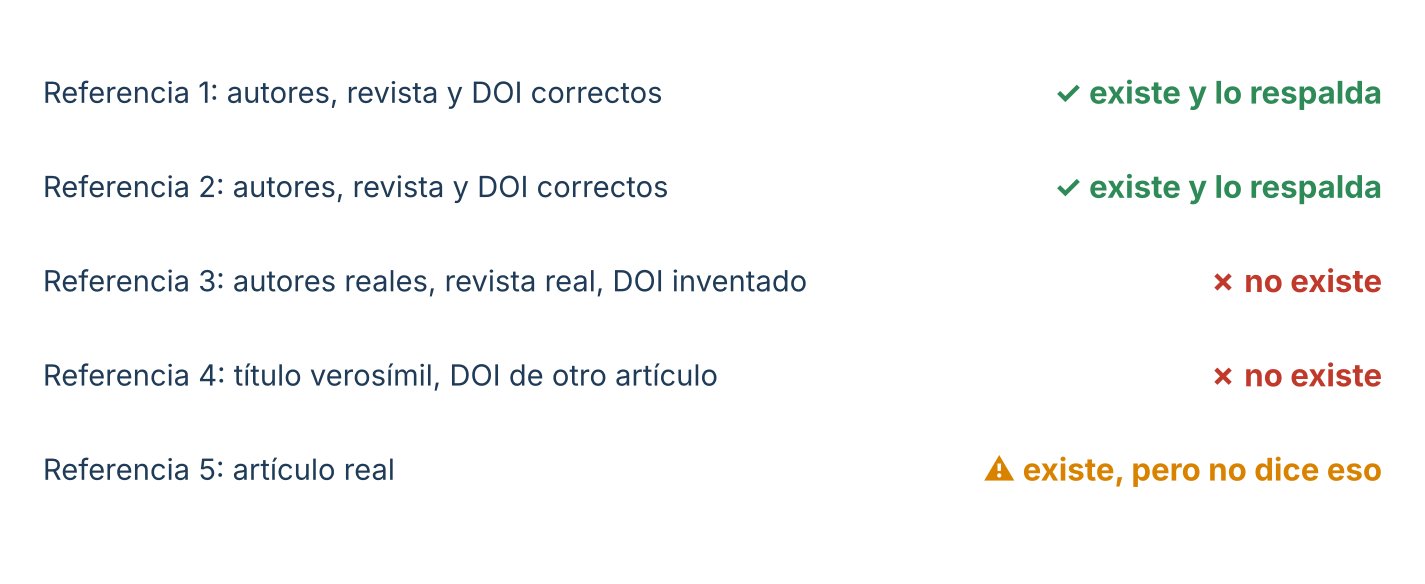 Referencia 1: autores, revista y DOI correctos ✓ existe y lo respalda
Referencia 2: autores, revista y DOI correctos ✓ existe y lo respalda
Referencia 3: autores reales, revista real, DOI inventado × no existe
Referencia 4: título verosímil, DOI de otro artículo × no existe
Referencia 5: artículo real ⚠ existe, pero no dice eso